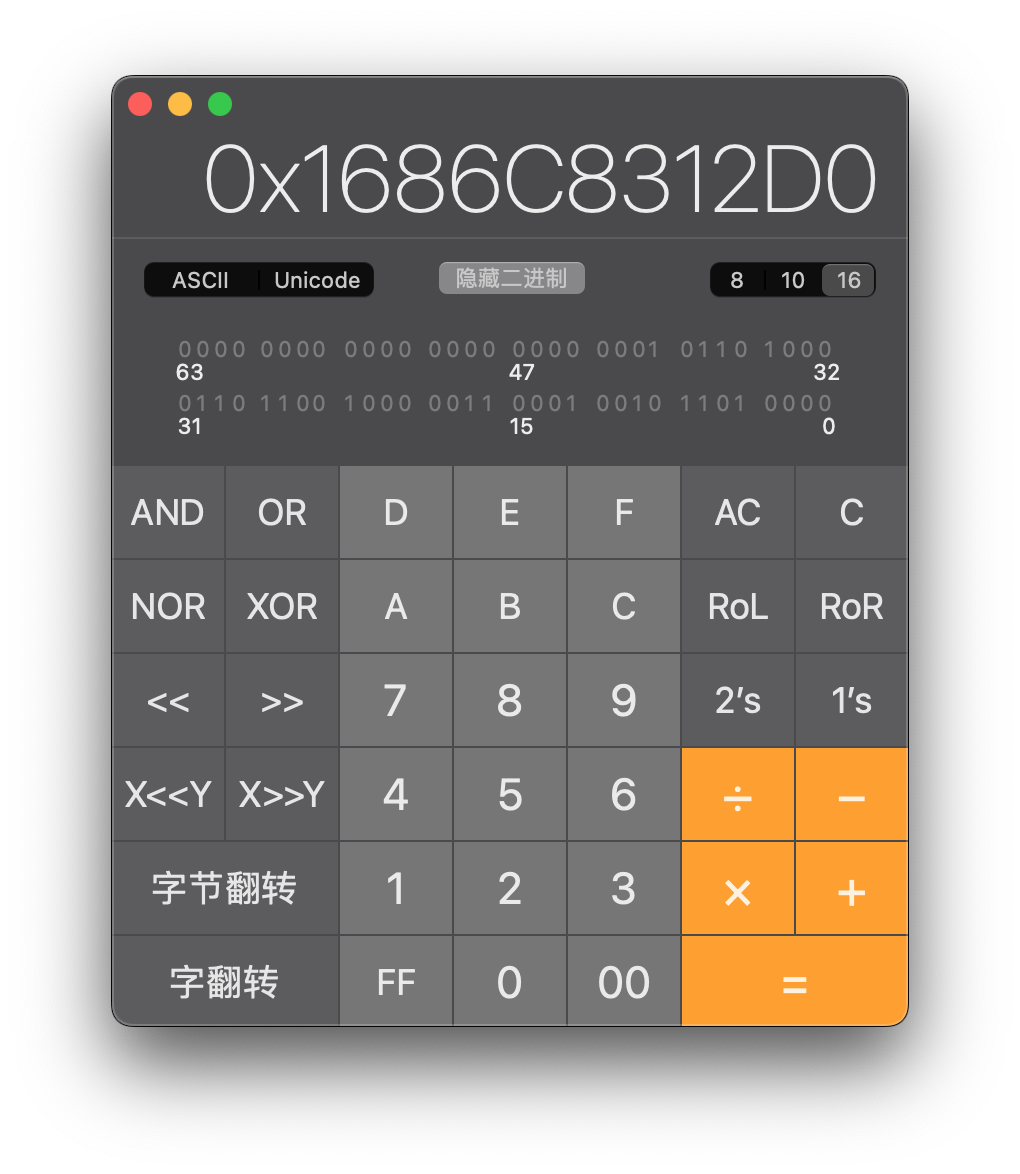 0x1686C8312D0
ASCII Unicode 隐藏二进制 8 10 16
0000 0000 0000 0000 0000 0001 0110 1000
63 47 32
0110 1100 1000 0011 0001 0010 1101 0000
31 15 0
AND OR D E F AC C
NOR XOR A B C RoL RoR
<< >> 7 8 9 2’s 1’s
X<<Y X>>Y 4 5 6 ÷ −
字节翻转 1 2 3 × +
字翻转 FF 0 00 =